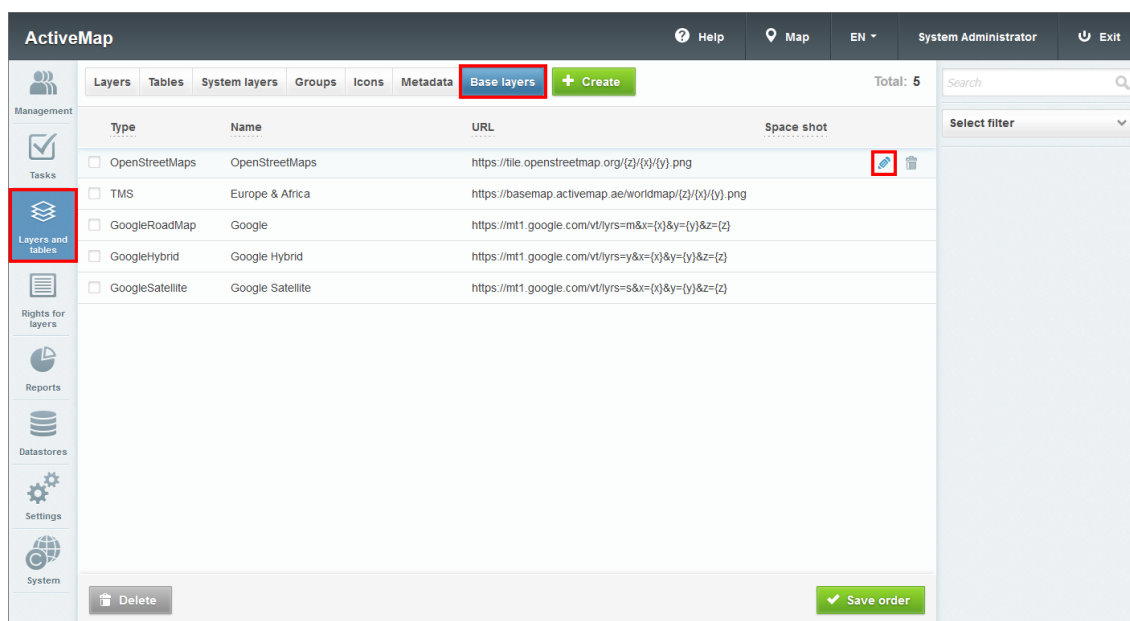 ActiveMap
Help
Map
EN
System Administrator
Exit
Management
Tasks
Layers and
tables
Rights for
layers
Reports
Datastores
Settings
System
Layers
Tables
System layers
Groups
Icons
Metadata
Base layers
+ Create
Total: 5
Type
Name
URL
Space shot
OpenStreetMaps
OpenStreetMaps
https://tile.openstreetmap.org/{z}/{x}/{y}.png
TMS
Europe & Africa
https://basemap.activemap.ae/worldmap/{z}/{x}/{y}.png
GoogleRoadMap
Google
https://mt1.google.com/vt/lyrs=m&x={x}&y={y}&z={z}
GoogleHybrid
Google Hybrid
https://mt1.google.com/vt/lyrs=y&x={x}&y={y}&z={z}
GoogleSatellite
Google Satellite
https://mt1.google.com/vt/lyrs=s&x={x}&y={y}&z={z}
Delete
Save order
Search
Select filter